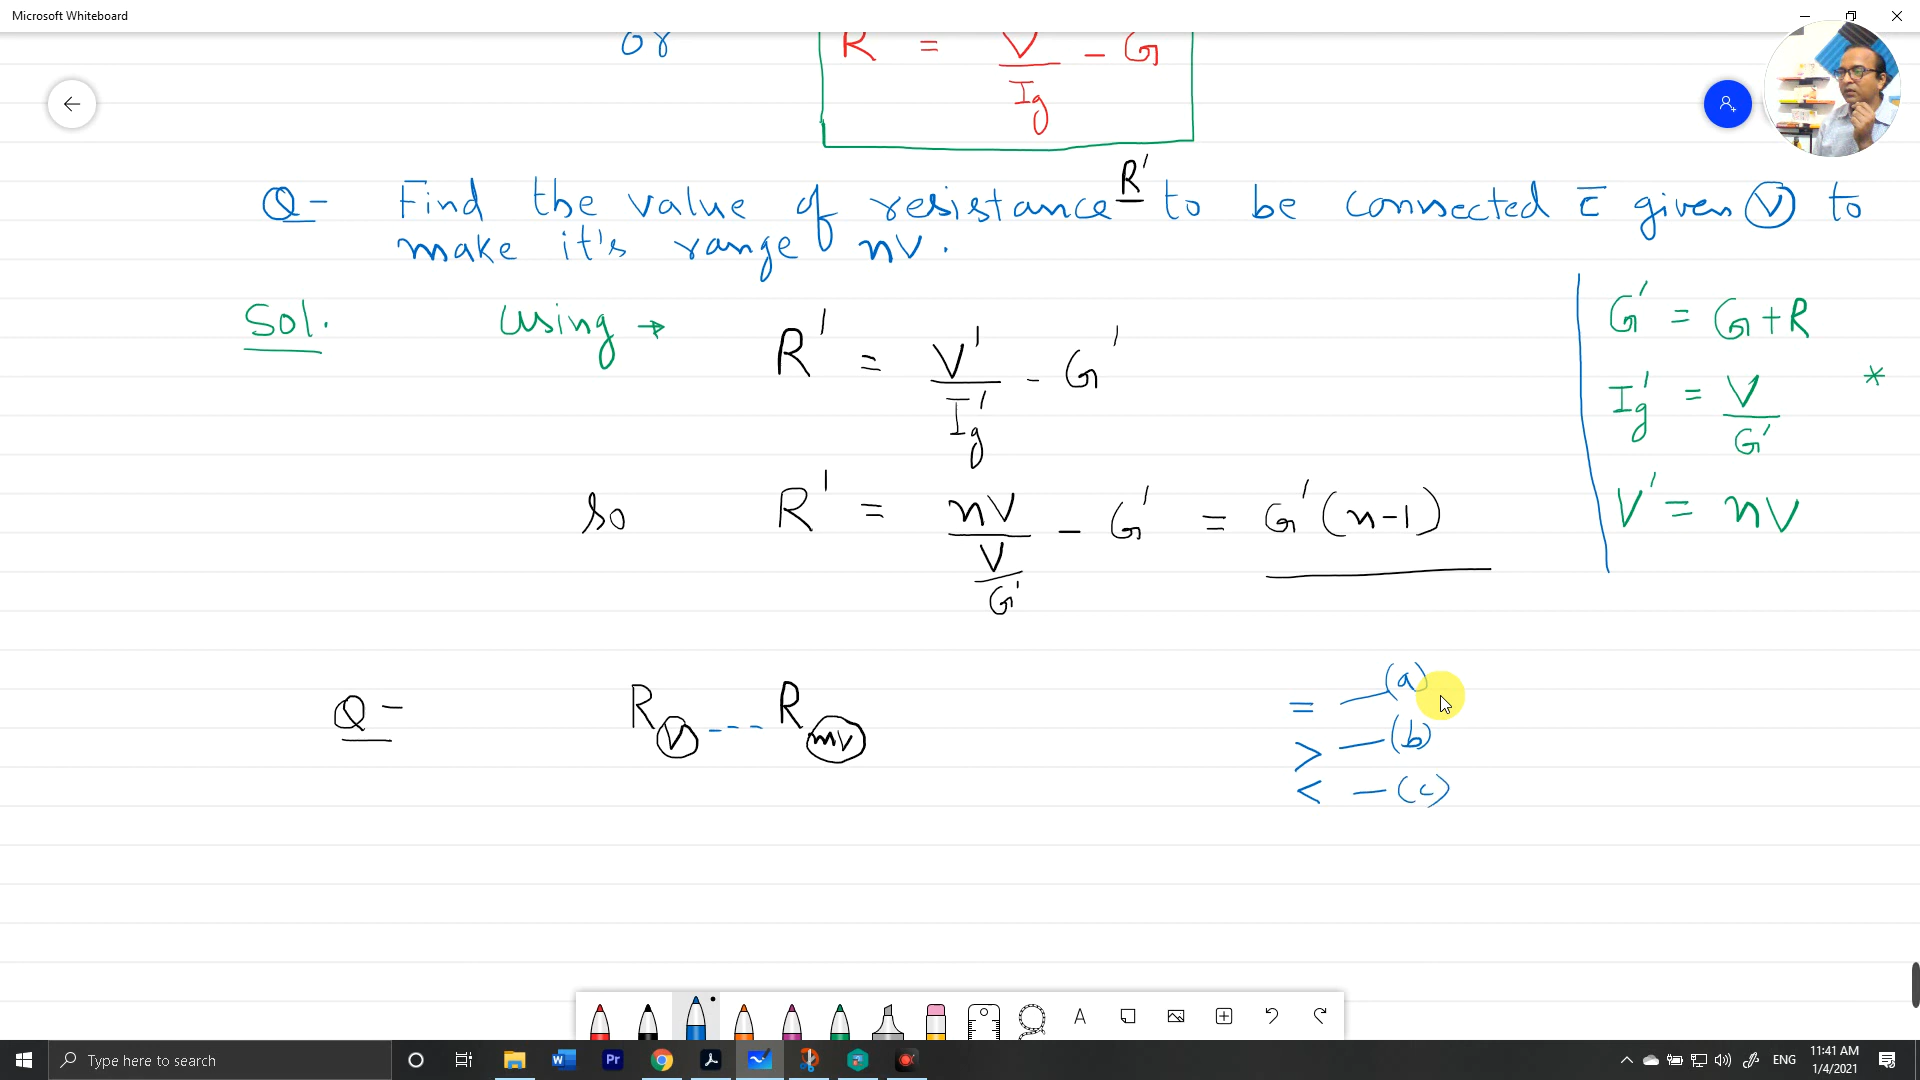 Microsoft Whiteboard
or R = V/Ig - G
Q- Find the value of resistance R' to be connected c̄ given (V) to
make it's range nV.
Sol. Using → R' = V'/Ig' - G'
G' = G+R
Ig' = V/G' *
V' = nV
so R' = nV/(V/G') - G' = G'(n-1)
Q- R(V) --- R(mV)
= — (a)
> — (b)
< — (c)
A
Type here to search
W
Pr
ENG
11:41 AM
1/4/2021